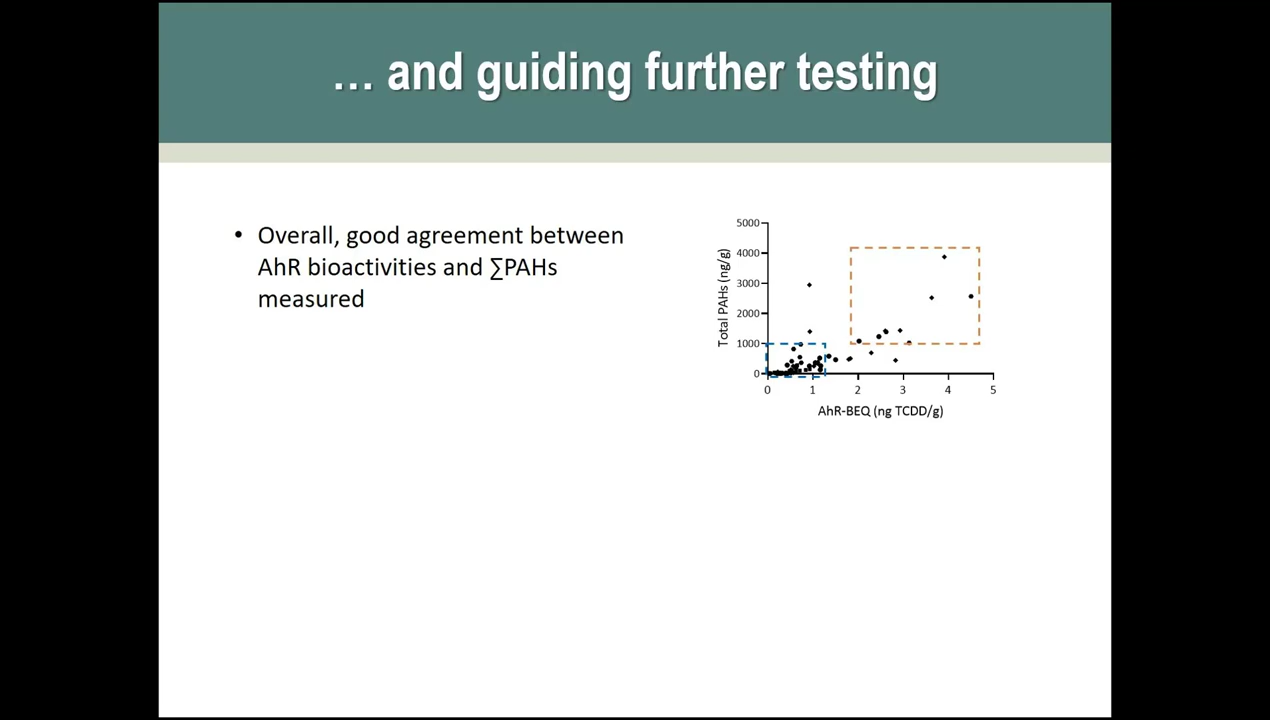 … and guiding further testing
• Overall, good agreement between
AhR bioactivities and ∑PAHs
measured
Total PAHs (ng/g)
5000
4000
3000
2000
1000
0
0 1 2 3 4 5
AhR-BEQ (ng TCDD/g)